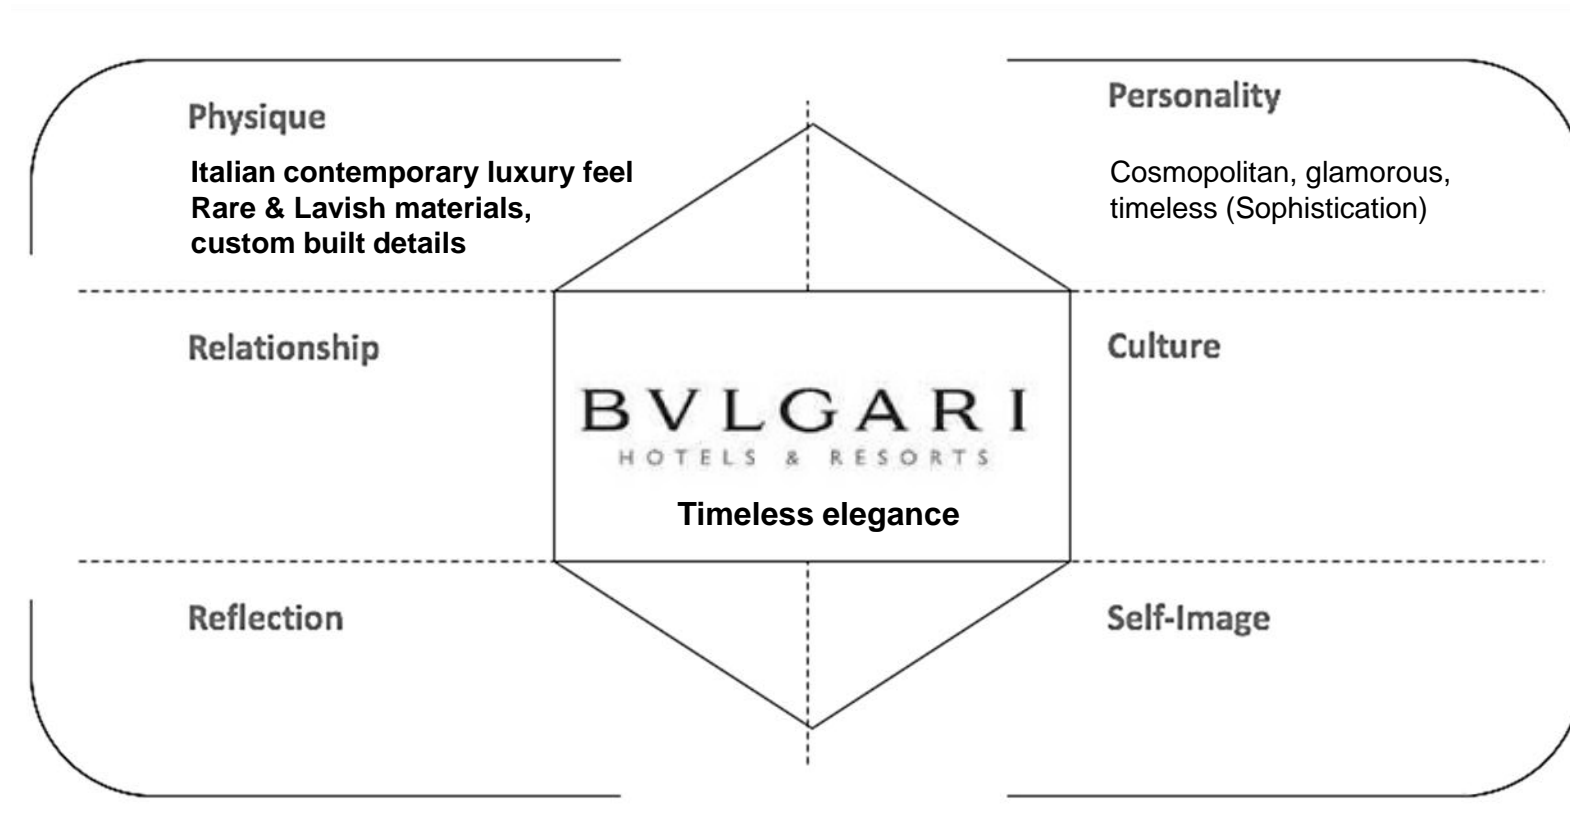 Physique
Italian contemporary luxury feel
Rare & Lavish materials,
custom built details
Personality
Cosmopolitan, glamorous,
timeless (Sophistication)
Relationship
Culture
BVLGARI
HOTELS & RESORTS
Timeless elegance
Reflection
Self-Image